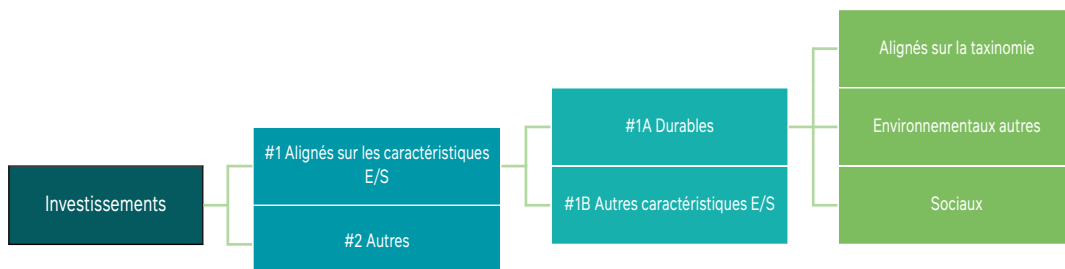 Investissements
#1 Alignés sur les caractéristiques
E/S
#2 Autres
#1A Durables
#1B Autres caractéristiques E/S
Alignés sur la taxinomie
Environnementaux autres
Sociaux